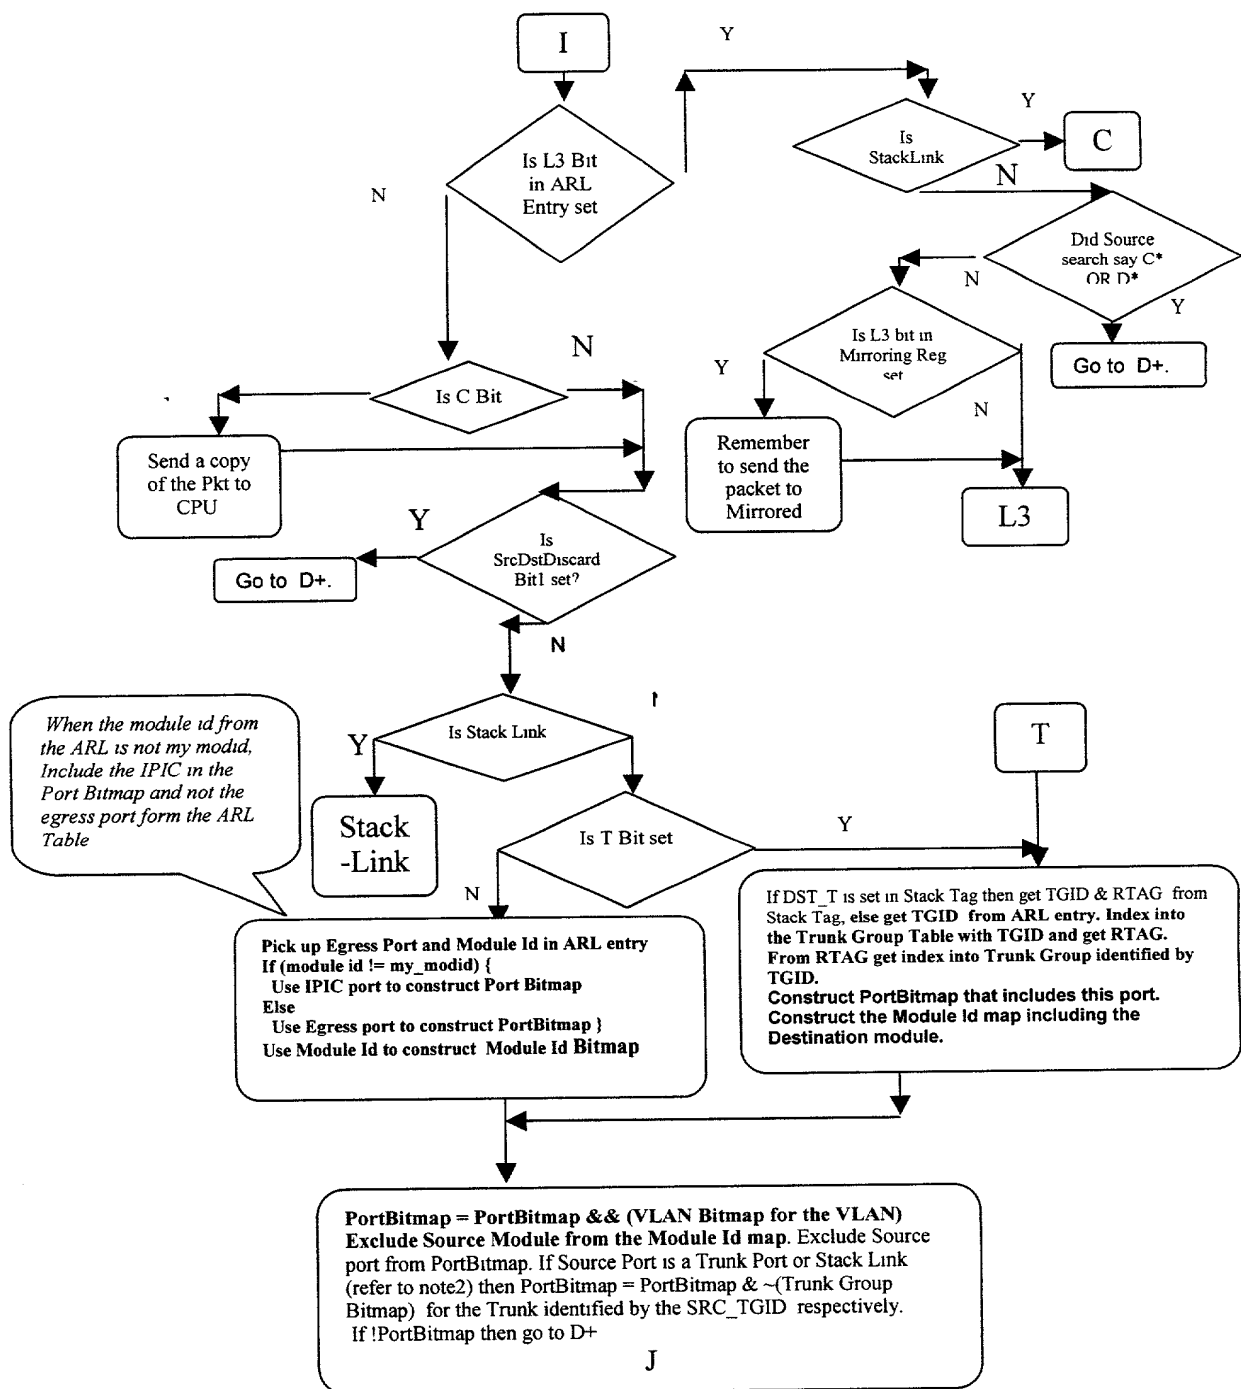 I
Y
Is L3 Bit
in ARL
Entry set
N
Is
StackLink
Y
C
N
Did Source
search say C*
OR D*
N
Y
Go to D+.
Is L3 bit in
Mirroring Reg
set
Y
N
Remember
to send the
packet to
Mirrored
L3
N
Is C Bit
Send a copy
of the Pkt to
CPU
Y
Is
SrcDstDiscard
Bit1 set?
Go to D+.
N
When the module id from
the ARL is not my modid,
Include the IPIC in the
Port Bitmap and not the
egress port form the ARL
Table
Is Stack Link
Y
Stack
-Link
T
Is T Bit set
Y
N
Pick up Egress Port and Module Id in ARL entry
If (module id != my_modid) {
Use IPIC port to construct Port Bitmap
Else
Use Egress port to construct PortBitmap }
Use Module Id to construct Module Id Bitmap
If DST_T is set in Stack Tag then get TGID & RTAG from
Stack Tag, else get TGID from ARL entry. Index into
the Trunk Group Table with TGID and get RTAG.
From RTAG get index into Trunk Group identified by
TGID.
Construct PortBitmap that includes this port.
Construct the Module Id map including the
Destination module.
PortBitmap = PortBitmap && (VLAN Bitmap for the VLAN)
Exclude Source Module from the Module Id map. Exclude Source
port from PortBitmap. If Source Port is a Trunk Port or Stack Link
(refer to note2) then PortBitmap = PortBitmap & ~(Trunk Group
Bitmap) for the Trunk identified by the SRC_TGID respectively.
If !PortBitmap then go to D+
J